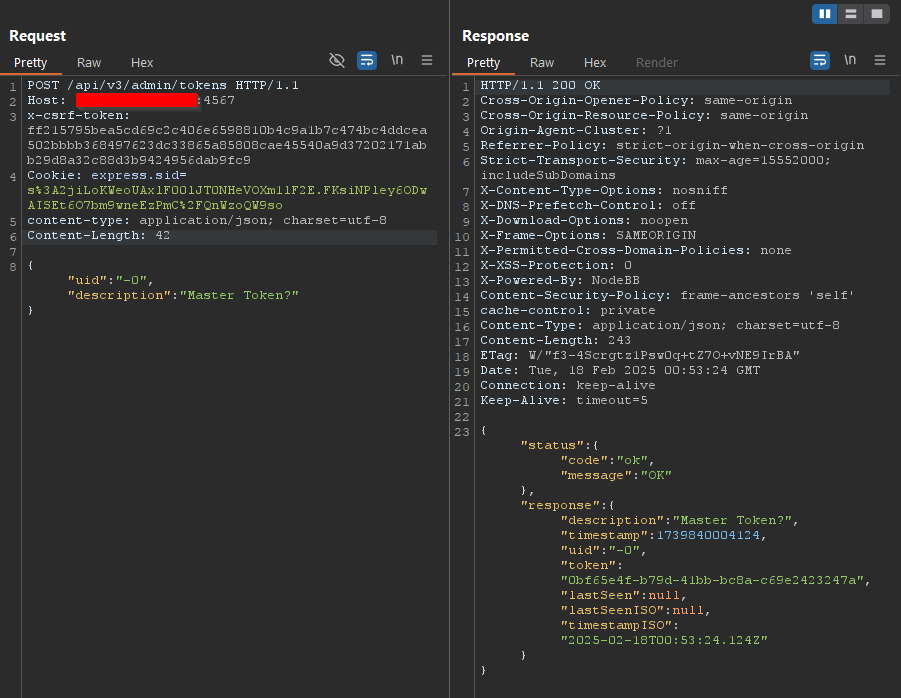 Request
Pretty Raw Hex
\n
1 POST /api/v3/admin/tokens HTTP/1.1
2 Host: :4567
3 x-csrf-token:
ff215795bea5cd69c2c406e6598810b4c9a1b7c474bc4ddcea
502bbbb368497623dc33865a85808cae45540a9d37202171ab
b29d8a32c88d3b9424956dab9fc9
4 Cookie: express.sid=
5 content-type: application/json; charset=utf-8
6 Content-Length: 42
7
8 {
"uid":"-0",
"description":"Master Token?"
}
Response
Pretty Raw Hex Render
\n
1 HTTP/1.1 200 OK
2 Cross-Origin-Opener-Policy: same-origin
3 Cross-Origin-Resource-Policy: same-origin
4 Origin-Agent-Cluster: ?1
5 Referrer-Policy: strict-origin-when-cross-origin
6 Strict-Transport-Security: max-age=15552000;
includeSubDomains
7 X-Content-Type-Options: nosniff
8 X-DNS-Prefetch-Control: off
9 X-Download-Options: noopen
10 X-Frame-Options: SAMEORIGIN
11 X-Permitted-Cross-Domain-Policies: none
12 X-XSS-Protection: 0
13 X-Powered-By: NodeBB
14 Content-Security-Policy: frame-ancestors 'self'
15 cache-control: private
16 Content-Type: application/json; charset=utf-8
17 Content-Length: 243
18 ETag: W/"f3-4Scrgtz1Psw0q+tZ7O+vNE9IrBA"
19 Date: Tue, 18 Feb 2025 00:53:24 GMT
20 Connection: keep-alive
21 Keep-Alive: timeout=5
22
23 {
"status":{
"code":"ok",
"message":"OK"
},
"response":{
"description":"Master Token?",
"timestamp":1739840004124,
"uid":"-0",
"token":
"0bf65e4f-b79d-41bb-bc8a-c69e2423247a",
"lastSeen":null,
"lastSeenISO":null,
"timestampISO":
"2025-02-18T00:53:24.124Z"
}
}